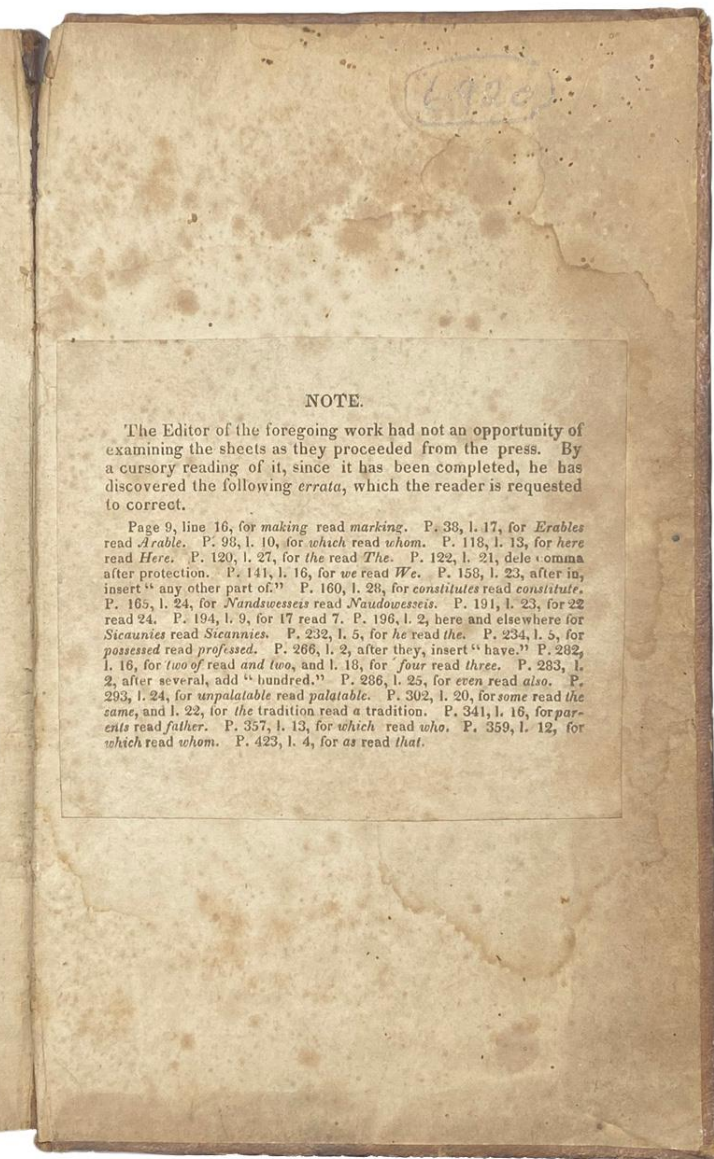 NOTE.
The Editor of the foregoing work had not an opportunity of
examining the sheets as they proceeded from the press. By
a cursory reading of it, since it has been completed, he has
discovered the following errata, which the reader is requested
to correct.
Page 9, line 16, for making read marking. P. 38, l. 17, for Erables
read Arable. P. 98, l. 10, for which read whom. P. 118, l. 13, for here
read Here. P. 120, l. 27, for the read The. P. 122, l. 21, dele comma
after protection. P. 141, l. 16, for we read We. P. 158, l. 23, after in,
insert “ any other part of.” P. 160, l. 28, for constitutes read constitute.
P. 165, l. 24, for Nandswesseis read Naudowesseis. P. 191, l. 23, for 22
read 24. P. 194, l. 9, for 17 read 7. P. 196, l. 2, here and elsewhere for
Sicaunies read Sicannies. P. 232, l. 5, for he read the. P. 234, l. 5, for
possessed read professed. P. 266, l. 2, after they, insert “ have.” P. 282,
l. 16, for two of read and two, and l. 18, for four read three. P. 283, l.
2, after several, add “ hundred.” P. 286, l. 25, for even read also. P.
293, l. 24, for unpalatable read palatable. P. 302, l. 20, for some read the
same, and l. 22, for the tradition read a tradition. P. 341, l. 16, for par-
ents read father. P. 357, l. 13, for which read who. P. 359, l. 12, for
which read whom. P. 423, l. 4, for as read that.